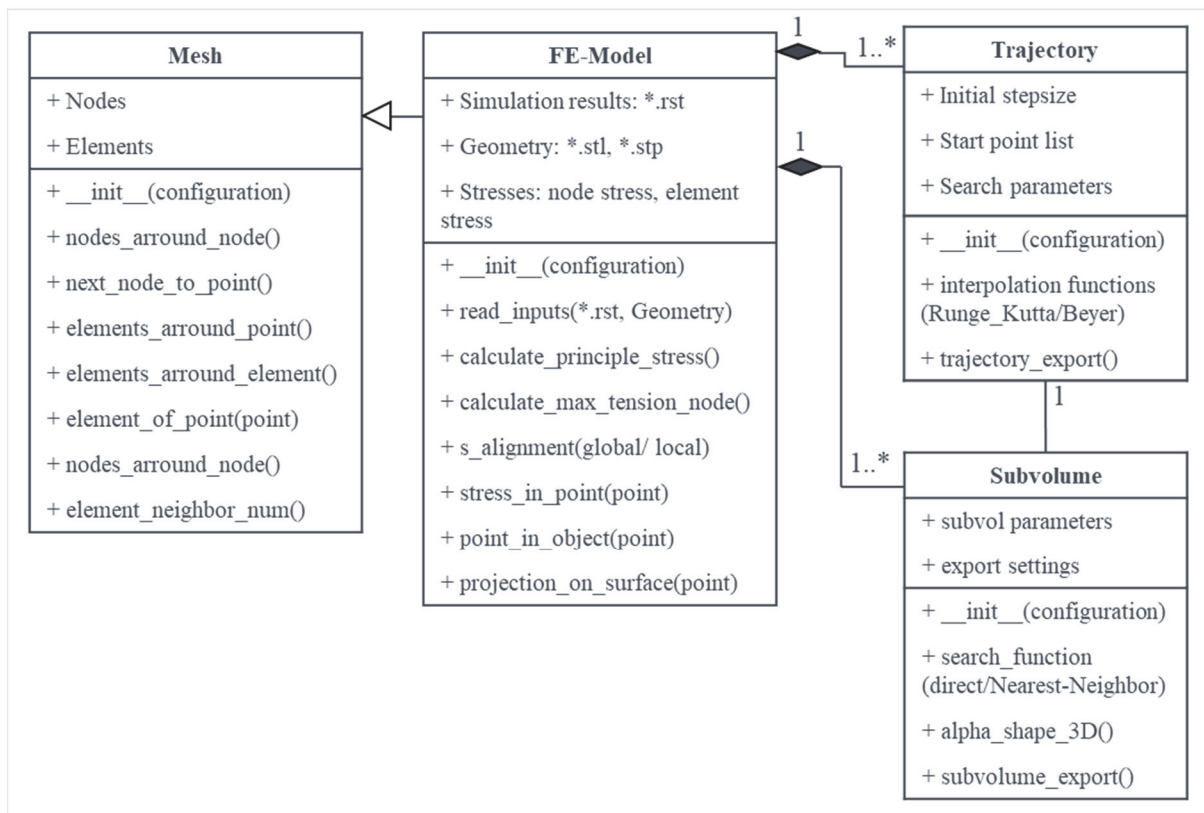 Mesh
+ Nodes
+ Elements
+ __init__(configuration)
+ nodes_arround_node()
+ next_node_to_point()
+ elements_arround_point()
+ elements_arround_element()
+ element_of_point(point)
+ nodes_arround_node()
+ element_neighbor_num()
FE-Model
+ Simulation results: *.rst
+ Geometry: *.stl, *.stp
+ Stresses: node stress, element
stress
+ __init__(configuration)
+ read_inputs(*.rst, Geometry)
+ calculate_principle_stress()
+ calculate_max_tension_node()
+ s_alignment(global/ local)
+ stress_in_point(point)
+ point_in_object(point)
+ projection_on_surface(point)
1
1..*
1
1..*
Trajectory
+ Initial stepsize
+ Start point list
+ Search parameters
+ __init__(configuration)
+ interpolation functions
(Runge_Kutta/Beyer)
+ trajectory_export()
1
Subvolume
+ subvol parameters
+ export settings
+ __init__(configuration)
+ search_function
(direct/Nearest-Neighbor)
+ alpha_shape_3D()
+ subvolume_export()